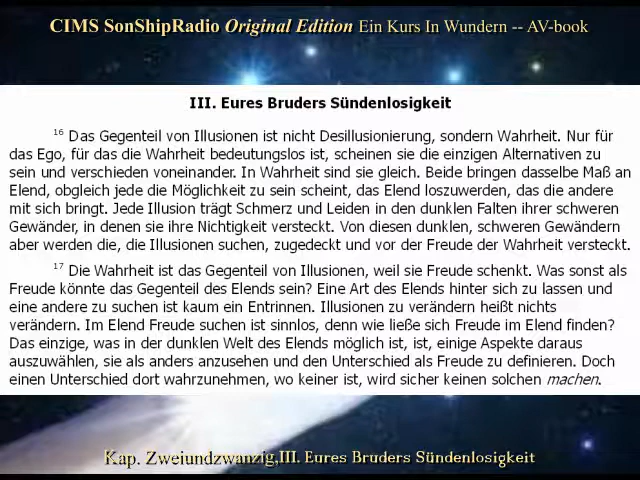 CIMS SonShipRadio Original Edition Ein Kurs In Wundern -- AV-book
III. Eures Bruders Sündenlosigkeit
16 Das Gegenteil von Illusionen ist nicht Desillusionierung, sondern Wahrheit. Nur für
das Ego, für das die Wahrheit bedeutungslos ist, scheinen sie die einzigen Alternativen zu
sein und verschieden voneinander. In Wahrheit sind sie gleich. Beide bringen dasselbe Maß an
Elend, obgleich jede die Möglichkeit zu sein scheint, das Elend loszuwerden, das die andere
mit sich bringt. Jede Illusion trägt Schmerz und Leiden in den dunklen Falten ihrer schweren
Gewänder, in denen sie ihre Nichtigkeit versteckt. Von diesen dunklen, schweren Gewändern
aber werden die, die Illusionen suchen, zugedeckt und vor der Freude der Wahrheit versteckt.
17 Die Wahrheit ist das Gegenteil von Illusionen, weil sie Freude schenkt. Was sonst als
Freude könnte das Gegenteil des Elends sein? Eine Art des Elends hinter sich zu lassen und
eine andere zu suchen ist kaum ein Entrinnen. Illusionen zu verändern heißt nichts
verändern. Im Elend Freude suchen ist sinnlos, denn wie ließe sich Freude im Elend finden?
Das einzige, was in der dunklen Welt des Elends möglich ist, ist, einige Aspekte daraus
auszuwählen, sie als anders anzusehen und den Unterschied als Freude zu definieren. Doch
einen Unterschied dort wahrzunehmen, wo keiner ist, wird sicher keinen solchen machen.
Kap. Zweiundzwanzig,III. Eures Bruders Sündenlosigkeit